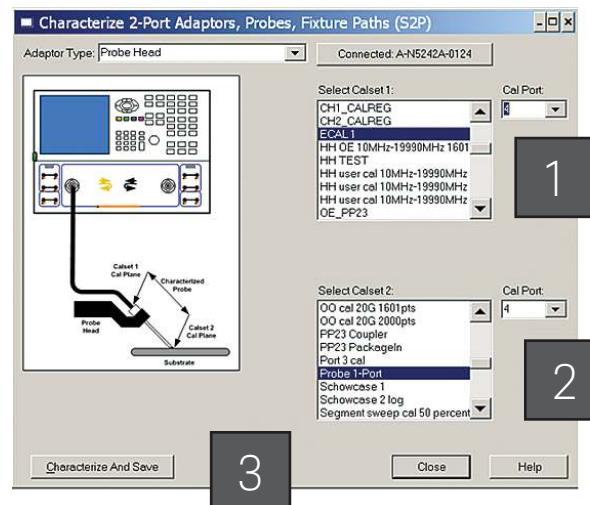 Characterize 2-Port Adaptors, Probes, Fixture Paths (S2P)
Adaptor Type: Probe Head
Connected: A-N5242A-0124
Select Calset 1:
Cal Port:
CH1_CALREG
CH2_CALREG
ECAL 1
HH OE 10MHz-19990MHz 1601
HH TEST
HH user cal 10MHz-19990MHz
HH user cal 10MHz-19990MHz
HH user cal 10MHz-19990MHz
OE_PP23
4
1
Calset 1
Cal Plane
Characterized
Probe
Probe
Head
Calset 2
Cal Plane
Substrate
Select Calset 2:
Cal Port:
OO cal 20G 1601pts
OO cal 20G 2000pts
PP23 Coupler
PP23 PackageIn
Port 3 cal
Probe 1-Port
Schowcase 1
Schowcase 2 log
Segment sweep cal 50 percent
4
2
Characterize And Save
3
Close
Help